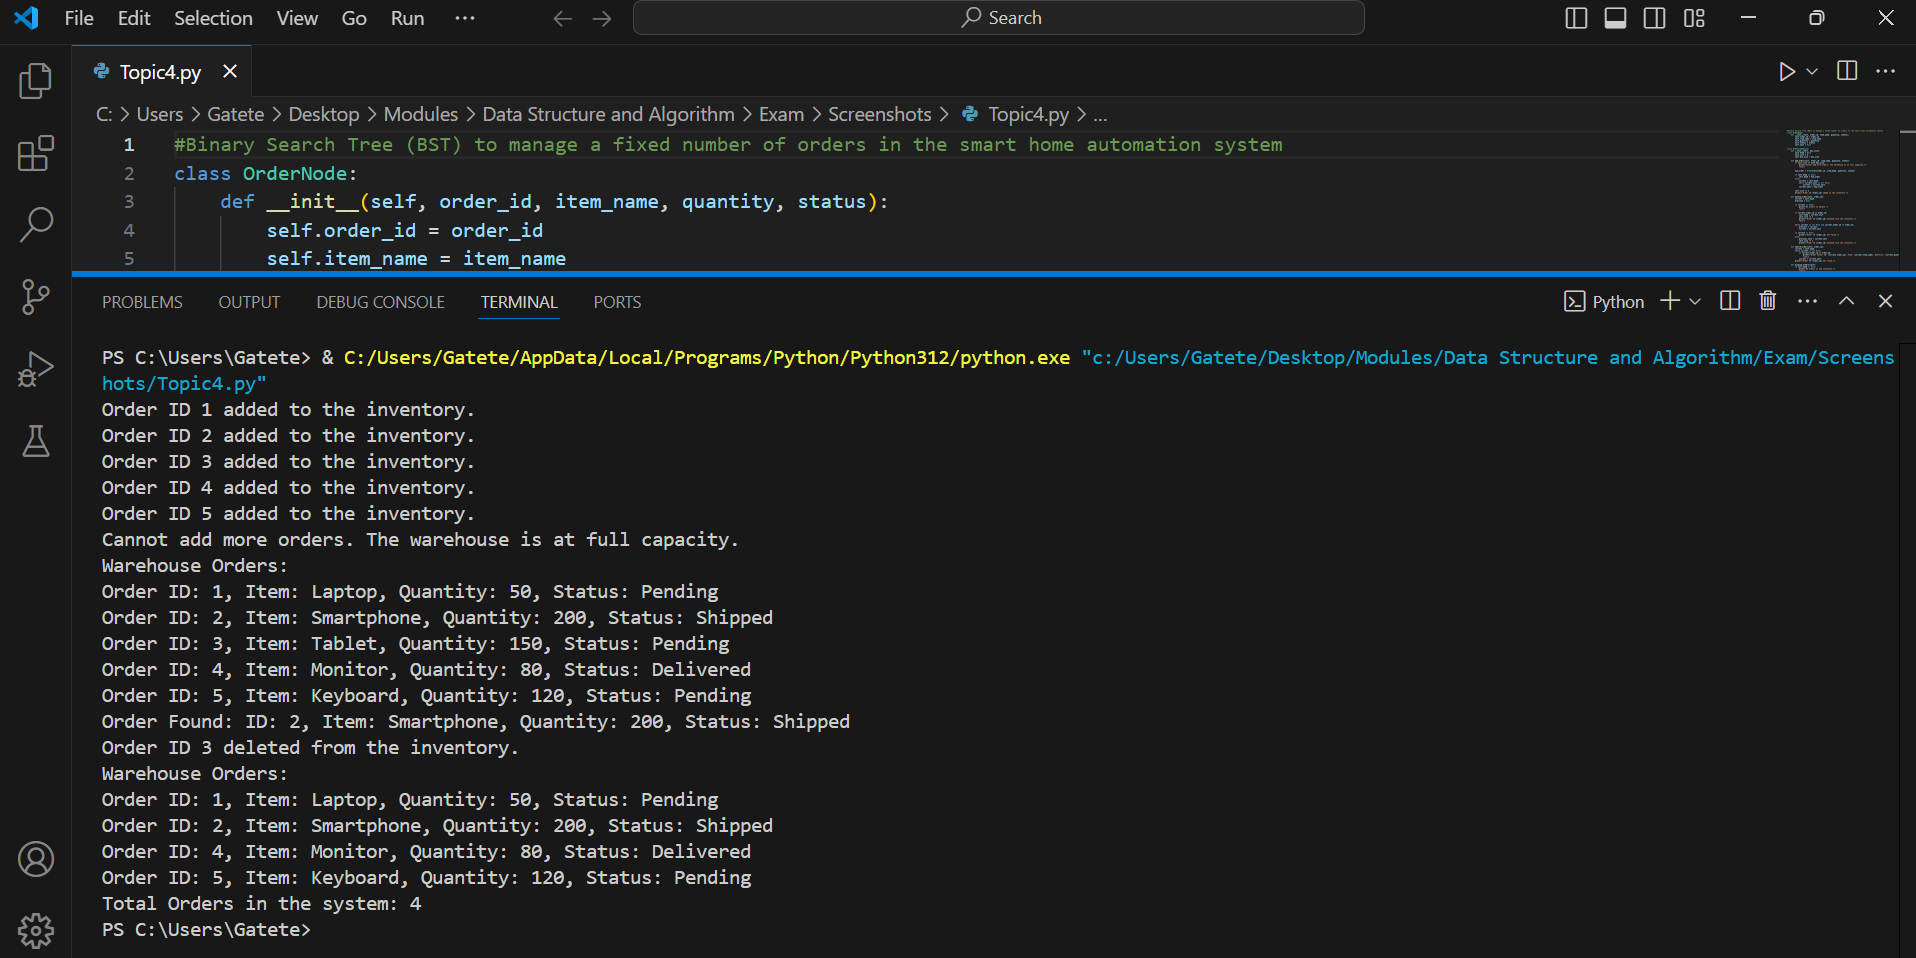 File Edit Selection View Go Run ··· Search
Topic4.py
C: > Users > Gatete > Desktop > Modules > Data Structure and Algorithm > Exam > Screenshots > Topic4.py > ...
1 #Binary Search Tree (BST) to manage a fixed number of orders in the smart home automation system
2 class OrderNode:
3 def __init__(self, order_id, item_name, quantity, status):
4 self.order_id = order_id
5 self.item_name = item_name
PROBLEMS OUTPUT DEBUG CONSOLE TERMINAL PORTS Python
PS C:\Users\Gatete> & C:/Users/Gatete/AppData/Local/Programs/Python/Python312/python.exe "c:/Users/Gatete/Desktop/Modules/Data Structure and Algorithm/Exam/Screens
hots/Topic4.py"
Order ID 1 added to the inventory.
Order ID 2 added to the inventory.
Order ID 3 added to the inventory.
Order ID 4 added to the inventory.
Order ID 5 added to the inventory.
Cannot add more orders. The warehouse is at full capacity.
Warehouse Orders:
Order ID: 1, Item: Laptop, Quantity: 50, Status: Pending
Order ID: 2, Item: Smartphone, Quantity: 200, Status: Shipped
Order ID: 3, Item: Tablet, Quantity: 150, Status: Pending
Order ID: 4, Item: Monitor, Quantity: 80, Status: Delivered
Order ID: 5, Item: Keyboard, Quantity: 120, Status: Pending
Order Found: ID: 2, Item: Smartphone, Quantity: 200, Status: Shipped
Order ID 3 deleted from the inventory.
Warehouse Orders:
Order ID: 1, Item: Laptop, Quantity: 50, Status: Pending
Order ID: 2, Item: Smartphone, Quantity: 200, Status: Shipped
Order ID: 4, Item: Monitor, Quantity: 80, Status: Delivered
Order ID: 5, Item: Keyboard, Quantity: 120, Status: Pending
Total Orders in the system: 4
PS C:\Users\Gatete>